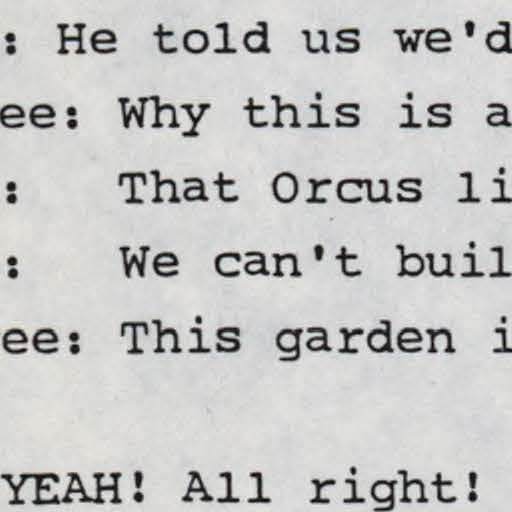 : He told us we'd
ee: Why this is a
: That Orcus li
: We can't buil
ee: This garden i
YEAH! All right!